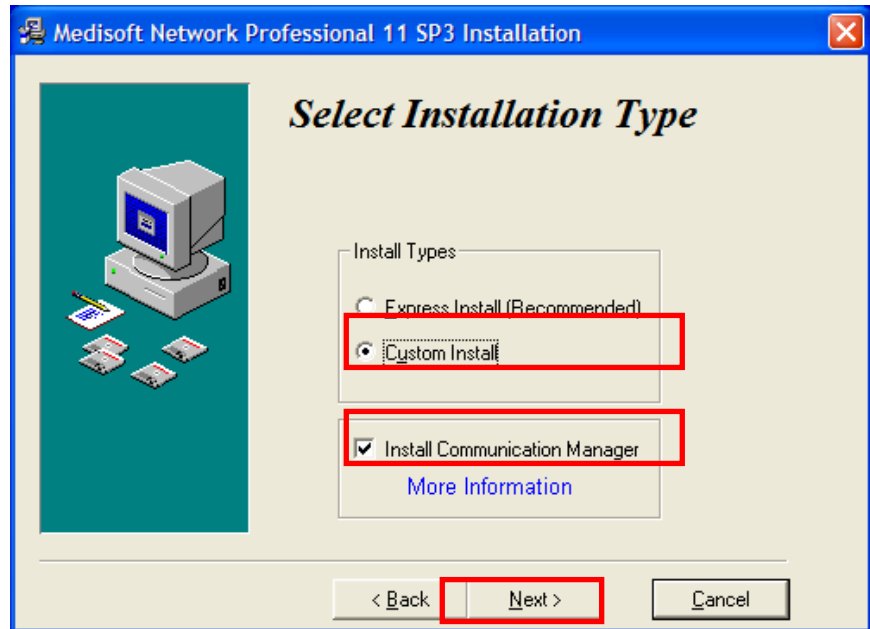 Medisoft Network Professional 11 SP3 Installation
Select Installation Type
Install Types
Express Install (Recommended)
Custom Install
Install Communication Manager
More Information
< Back
Next >
Cancel